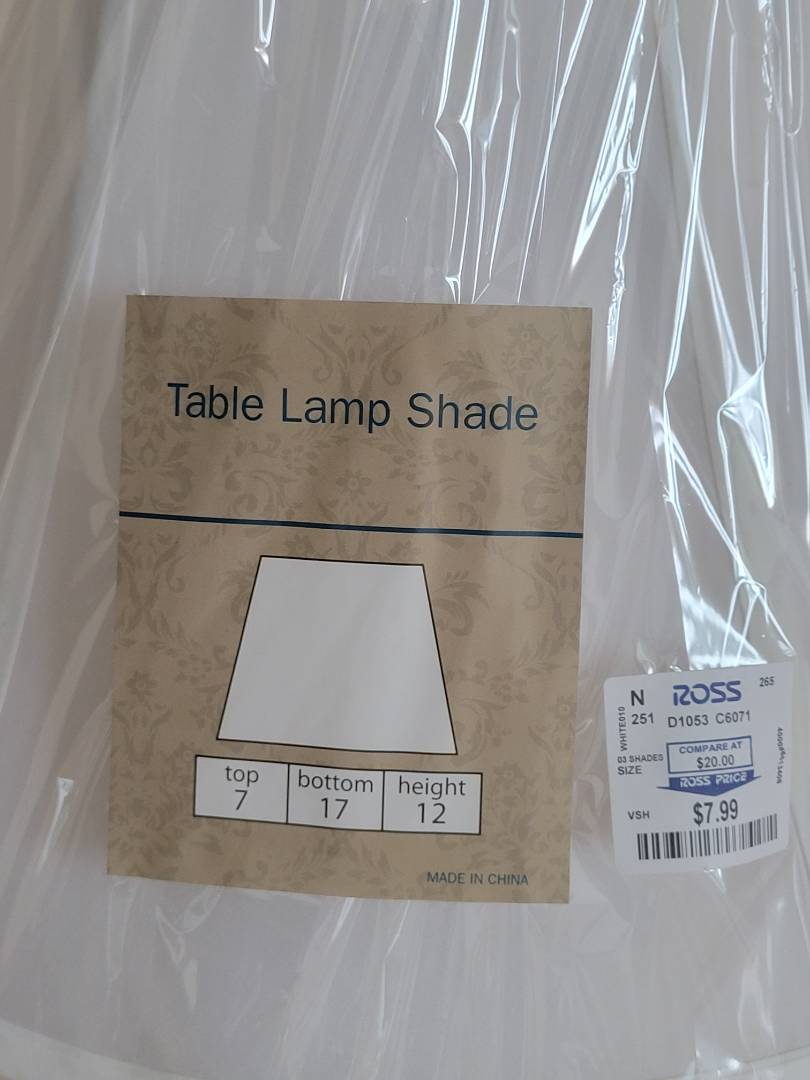 Table Lamp Shade
top bottom height
7 17 12
MADE IN CHINA
N ROSS 265
251 D1053 C6071
WHITE010
03 SHADES
SIZE
COMPARE AT
$20.00
ROSS PRICE
VSH $7.99